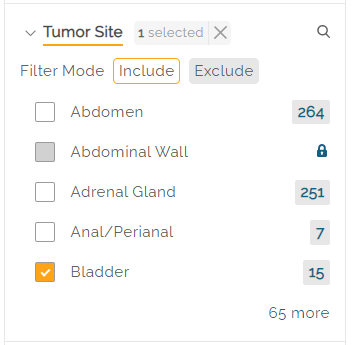 Tumor Site 1 selected
Filter Mode Include Exclude
Abdomen 264
Abdominal Wall
Adrenal Gland 251
Anal/Perianal 7
Bladder 15
65 more